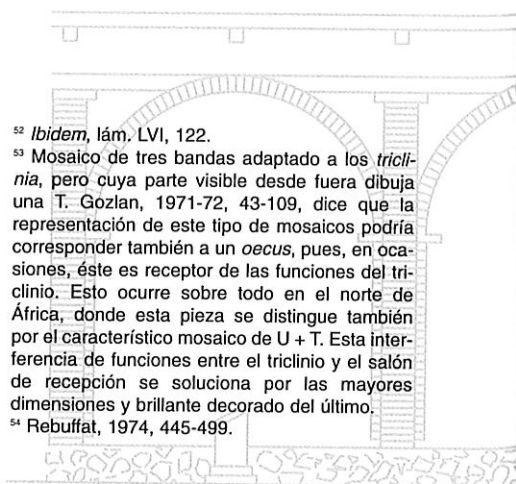 ⁵² Ibidem, lám. LVI, 122.
⁵³ Mosaico de tres bandas adaptado a los tricli-
nia, pero cuya parte visible desde fuera dibuja
una T. Gozlan, 1971-72, 43-109, dice que la
representación de este tipo de mosaicos podría
corresponder también a un oecus, pues, en oca-
siones, éste es receptor de las funciones del tri-
clinio. Esto ocurre sobre todo en el norte de
África, donde esta pieza se distingue también
por el característico mosaico de U + T. Esta inter-
ferencia de funciones entre el triclinio y el salón
de recepción se soluciona por las mayores
dimensiones y brillante decorado del último.
⁵⁴ Rebuffat, 1974, 445-499.